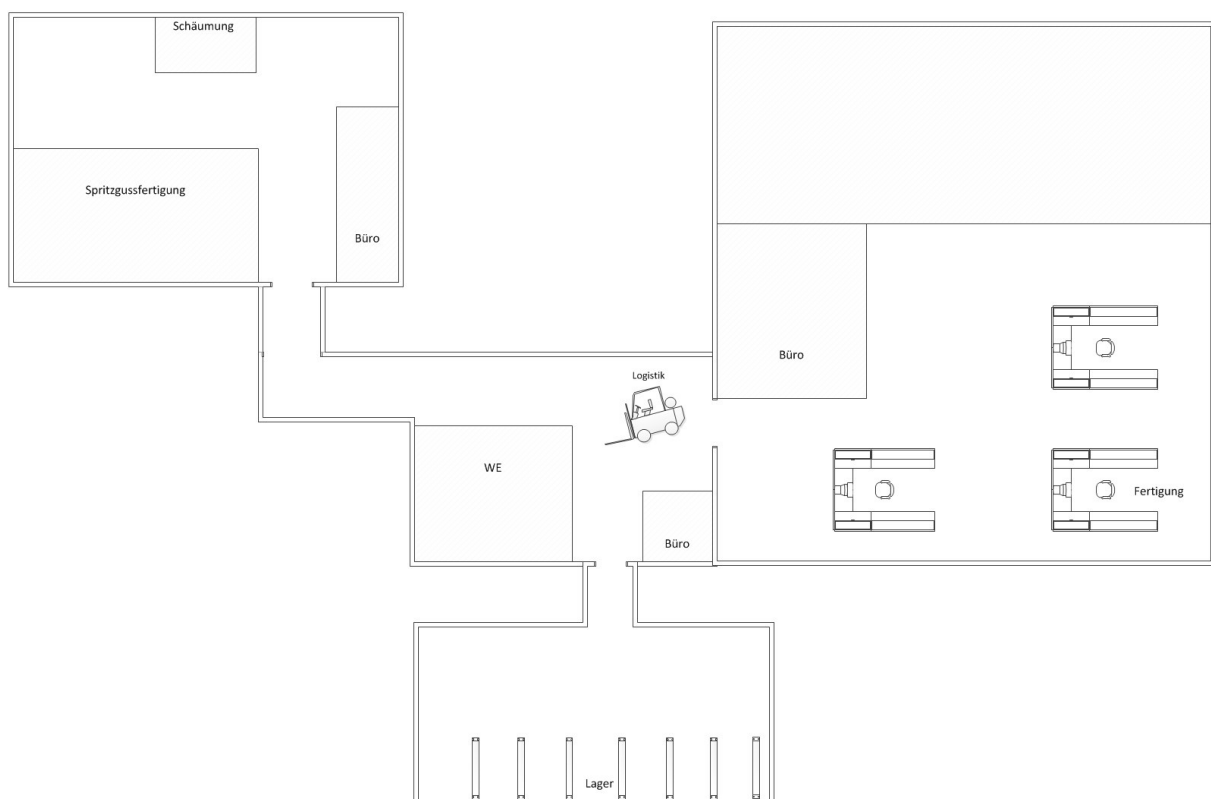 Schäumung
Spritzgussfertigung
Büro
Büro
Logistik
WE
Fertigung
Büro
Lager